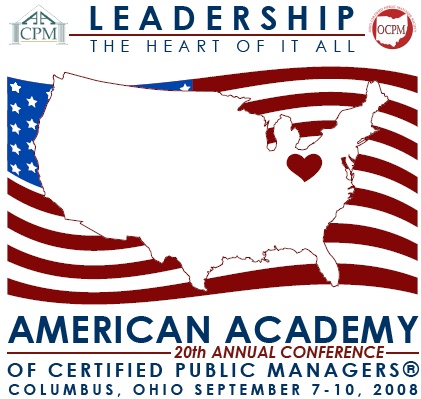 LEADERSHIP
THE HEART OF IT ALL
CPM
OCPM
AMERICAN ACADEMY
20th ANNUAL CONFERENCE
OF CERTIFIED PUBLIC MANAGERS®
COLUMBUS, OHIO SEPTEMBER 7-10, 2008